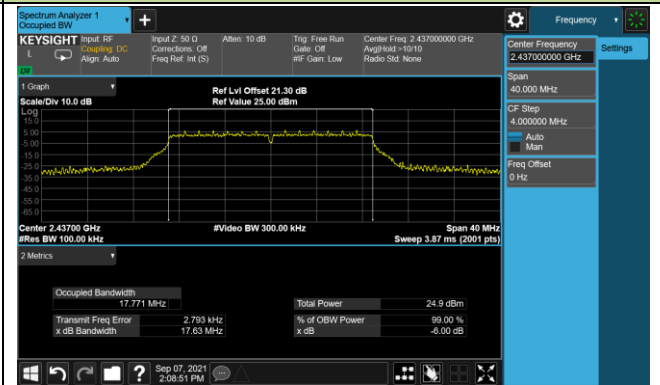 Spectrum Analyzer 1
Occupied BW
Frequency
KEYSIGHT
L
LW
Input: RF
Coupling: DC
Align: Auto
Input Z: 50 Ω
Corrections: Off
Freq Ref: Int (S)
Atten: 10 dB
Trig: Free Run
Gate: Off
#IF Gain: Low
Center Freq: 2.437000000 GHz
Avg|Hold:>10/10
Radio Std: None
Center Frequency
2.437000000 GHz
Settings
Span
40.000 MHz
CF Step
4.000000 MHz
Auto
Man
Freq Offset
0 Hz
1 Graph
Scale/Div 10.0 dB
Ref Lvl Offset 21.30 dB
Ref Value 25.00 dBm
Log
15.0
5.00
-5.00
-15.0
-25.0
-35.0
-45.0
-55.0
-65.0
Center 2.43700 GHz
#Res BW 100.00 kHz
#Video BW 300.00 kHz
Span 40 MHz
Sweep 3.87 ms (2001 pts)
2 Metrics
Occupied Bandwidth
17.771 MHz
Total Power 24.9 dBm
Transmit Freq Error 2.793 kHz
% of OBW Power 99.00 %
x dB Bandwidth 17.63 MHz
x dB -6.00 dB
?
Sep 07, 2021
2:08:51 PM